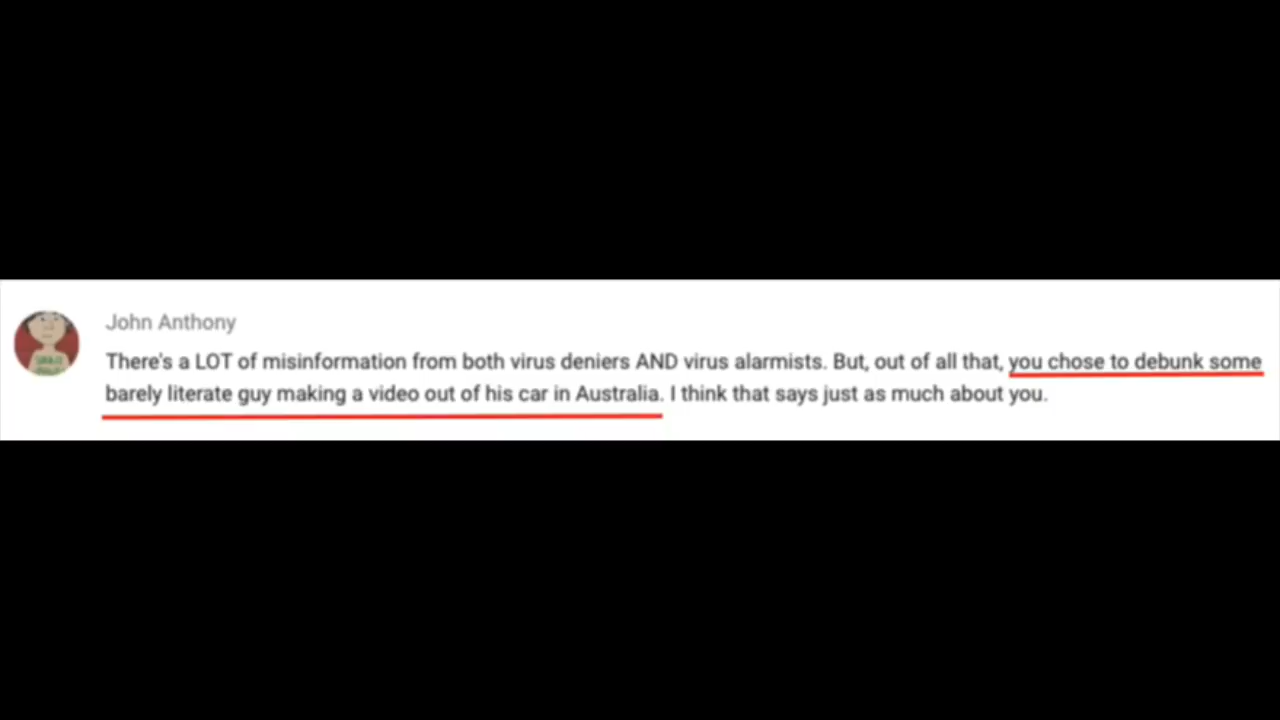 John Anthony
There's a LOT of misinformation from both virus deniers AND virus alarmists. But, out of all that, you chose to debunk some
barely literate guy making a video out of his car in Australia. I think that says just as much about you.